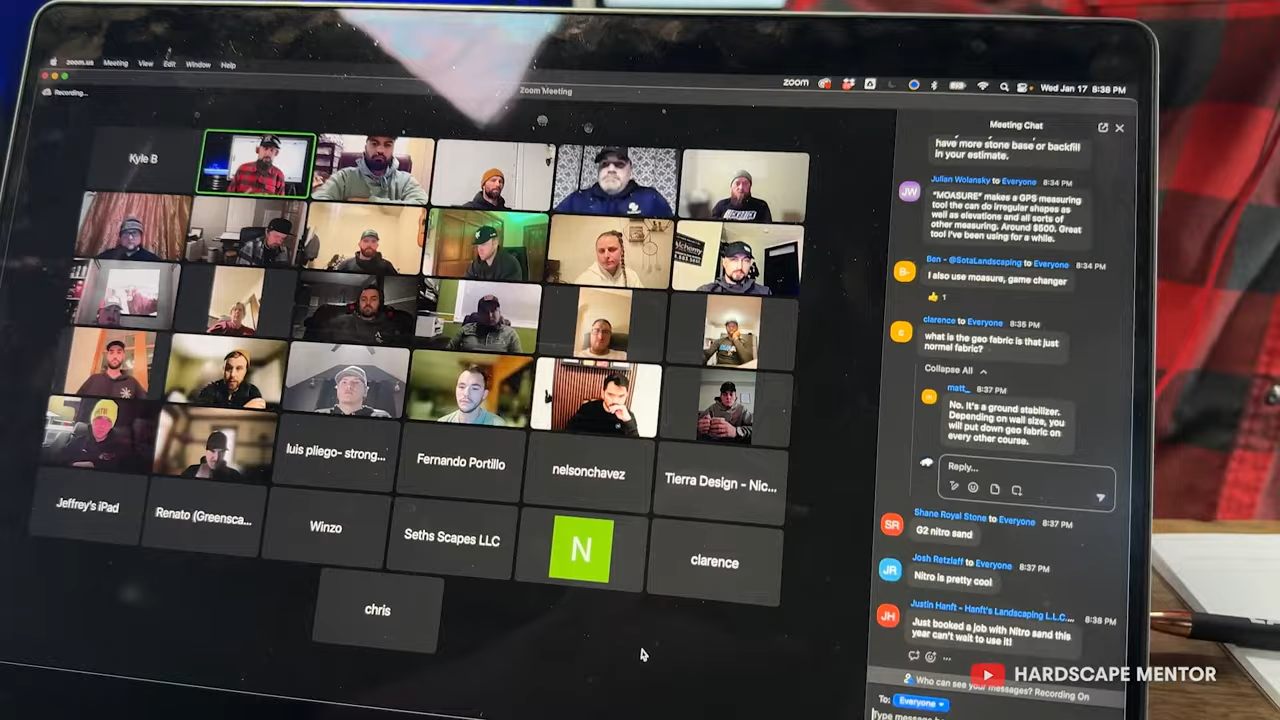 zoom.us Meeting View Edit Window Help
zoom
Wed Jan 17 8:38 PM
Recording...
Zoom Meeting
Meeting Chat
have more stone base or backfill
in your estimate.
Julian Wolansky to Everyone 8:34 PM
JW
"MOASURE" makes a GPS measuring
tool the can do irregular shapes as
well as elevations and all sorts of
other measuring. Around $500. Great
tool I've been using for a while.
Ben - @SotaLandscaping to Everyone 8:34 PM
B-
I also use moasure, game changer
1
clarence to Everyone 8:35 PM
what is the geo fabric is that just
normal fabric?
Collapse All
matt_ 8:37 PM
No. It's a ground stabilizer.
Depending on wall size, you
will put down geo fabric on
every other course.
Reply...
Shane Royal Stone to Everyone 8:37 PM
SR
G2 nitro sand
Josh Retzlaff to Everyone 8:37 PM
JR
Nitro is pretty cool
Justin Hanft - Hanft's Landscaping L.L.C.... 8:38 PM
JH
Just booked a job with Nitro sand this
year can't wait to use it!
Who can see your messages? Recording On
To: Everyone
Type message
Kyle B
Alchemy
luis pliego- strong...
Fernando Portillo
nelsonchavez
Tierra Design - Nic...
Jeffrey's iPad
Renato (Greensca...
Winzo
Seths Scapes LLC
N
clarence
chris
HARDSCAPE MENTOR